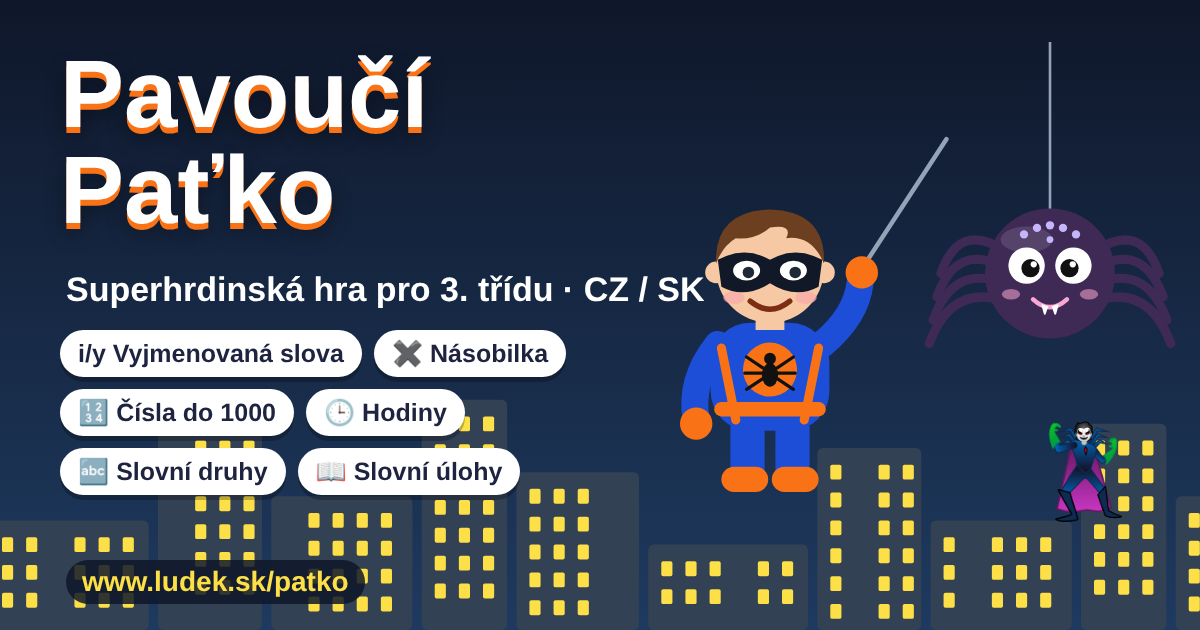 Pavoučí
Paťko
Superhrdinská hra pro 3. třídu · CZ / SK
i/y Vyjmenovaná slova
✖ Násobilka
🔢 Čísla do 1000
🕒 Hodiny
🔤 Slovní druhy
📖 Slovní úlohy
www.ludek.sk/patko